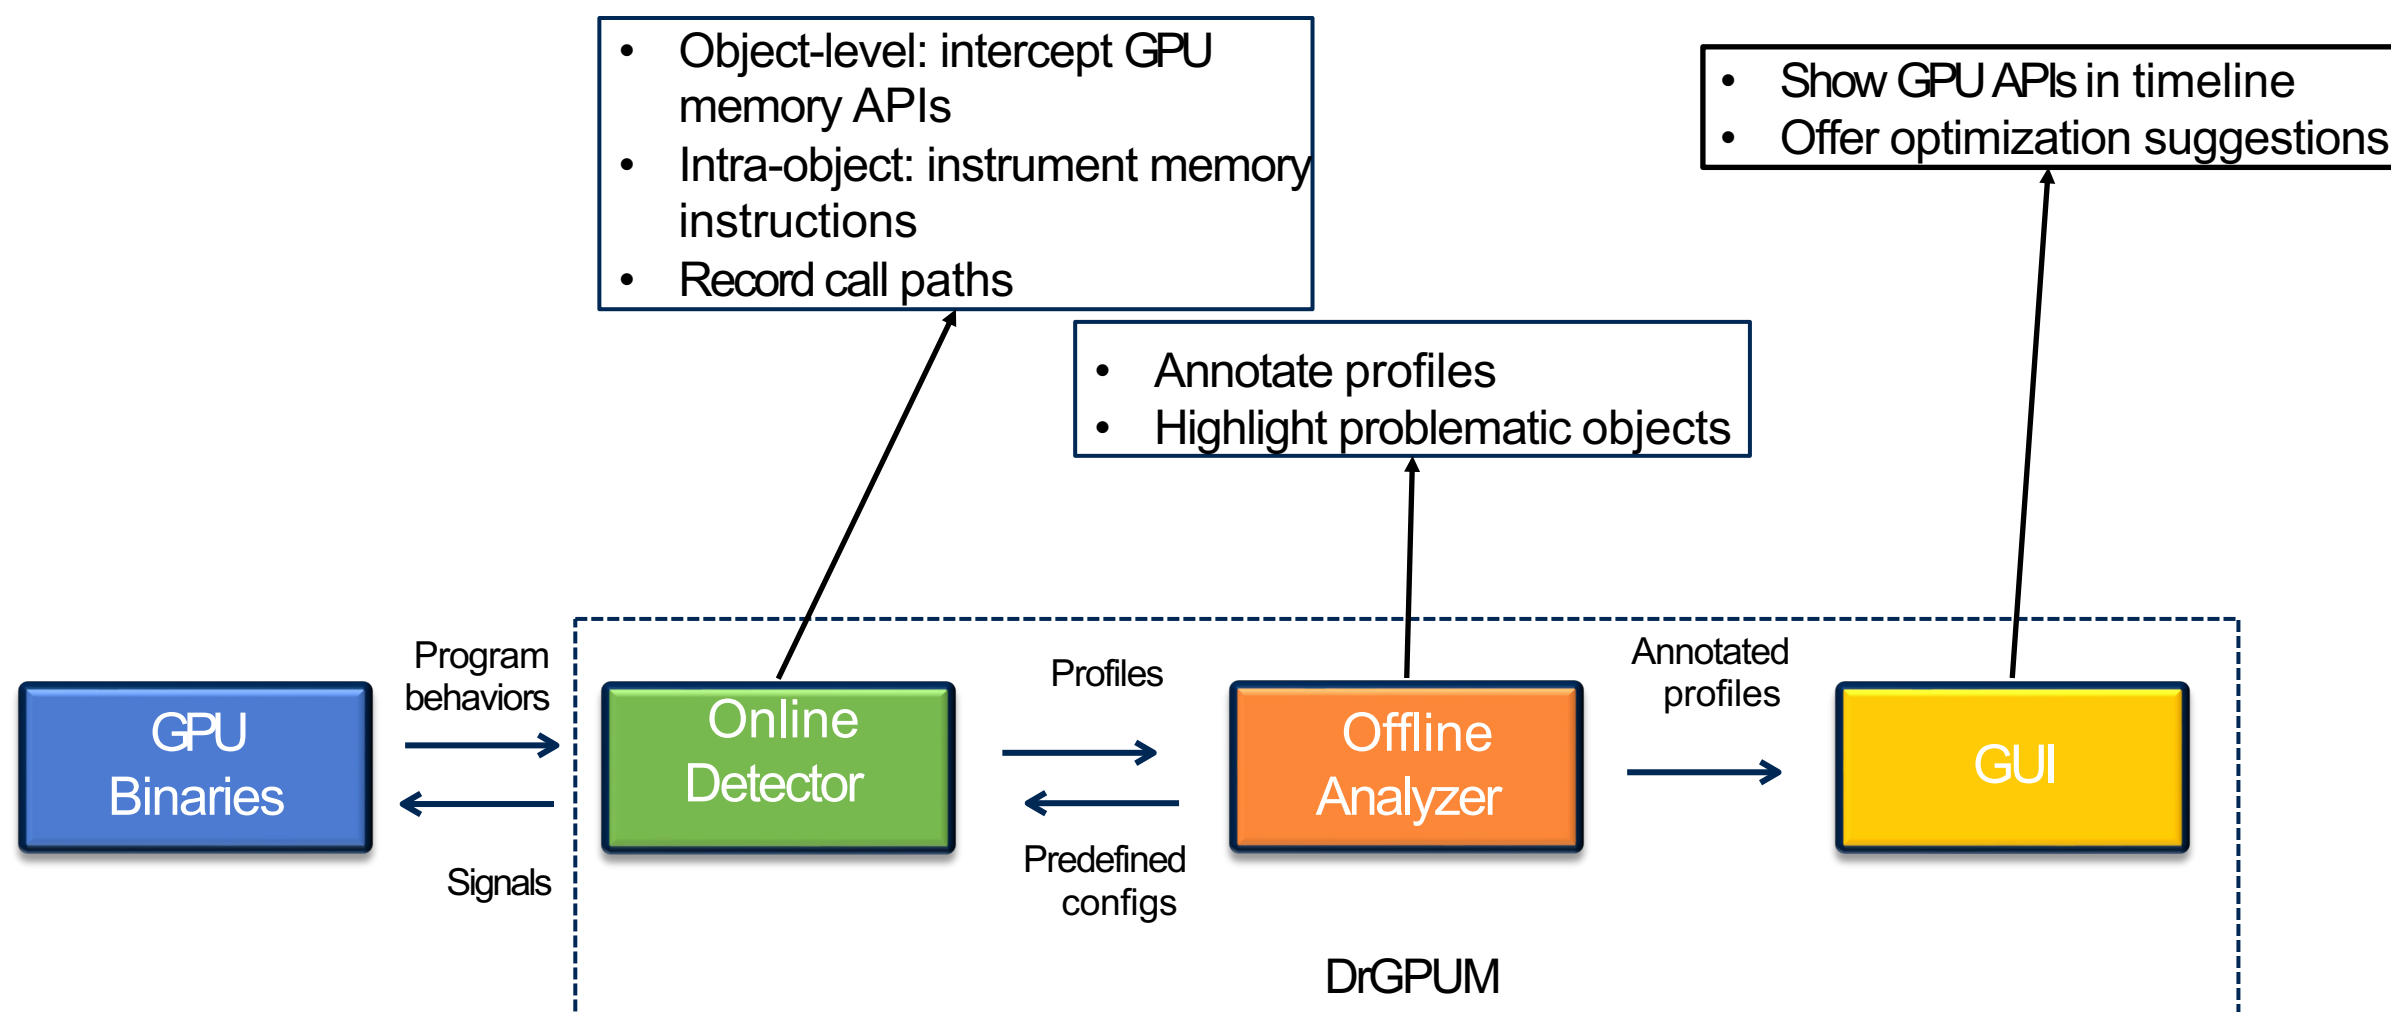 • Object-level: intercept GPU
memory APIs
• Intra-object: instrument memory
instructions
• Record call paths
• Show GPU APIs in timeline
• Offer optimization suggestions
• Annotate profiles
• Highlight problematic objects
Program
behaviors
Signals
GPU
Binaries
Online
Detector
Profiles
Predefined
configs
Offline
Analyzer
Annotated
profiles
GUI
DrGPUM